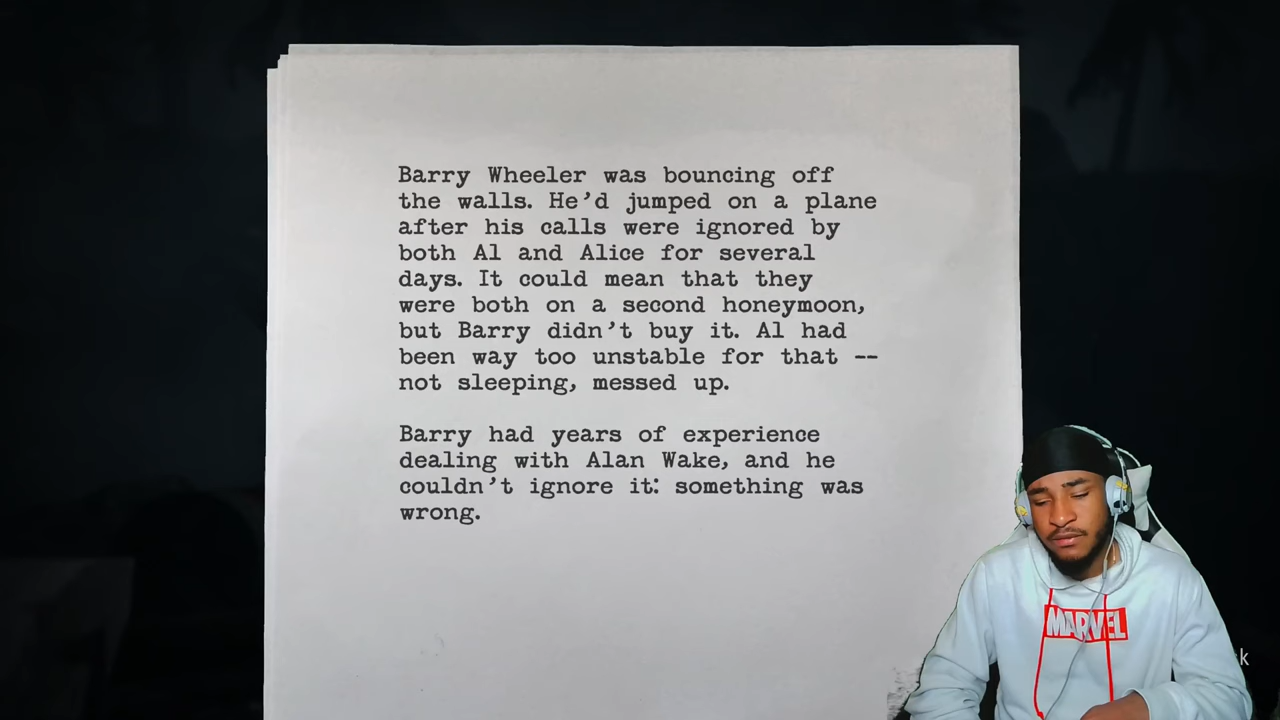 Barry Wheeler was bouncing off
the walls. He'd jumped on a plane
after his calls were ignored by
both Al and Alice for several
days. It could mean that they
were both on a second honeymoon,
but Barry didn't buy it. Al had
been way too unstable for that --
not sleeping, messed up.
Barry had years of experience
dealing with Alan Wake, and he
couldn't ignore it: something was
wrong.
MARVEL